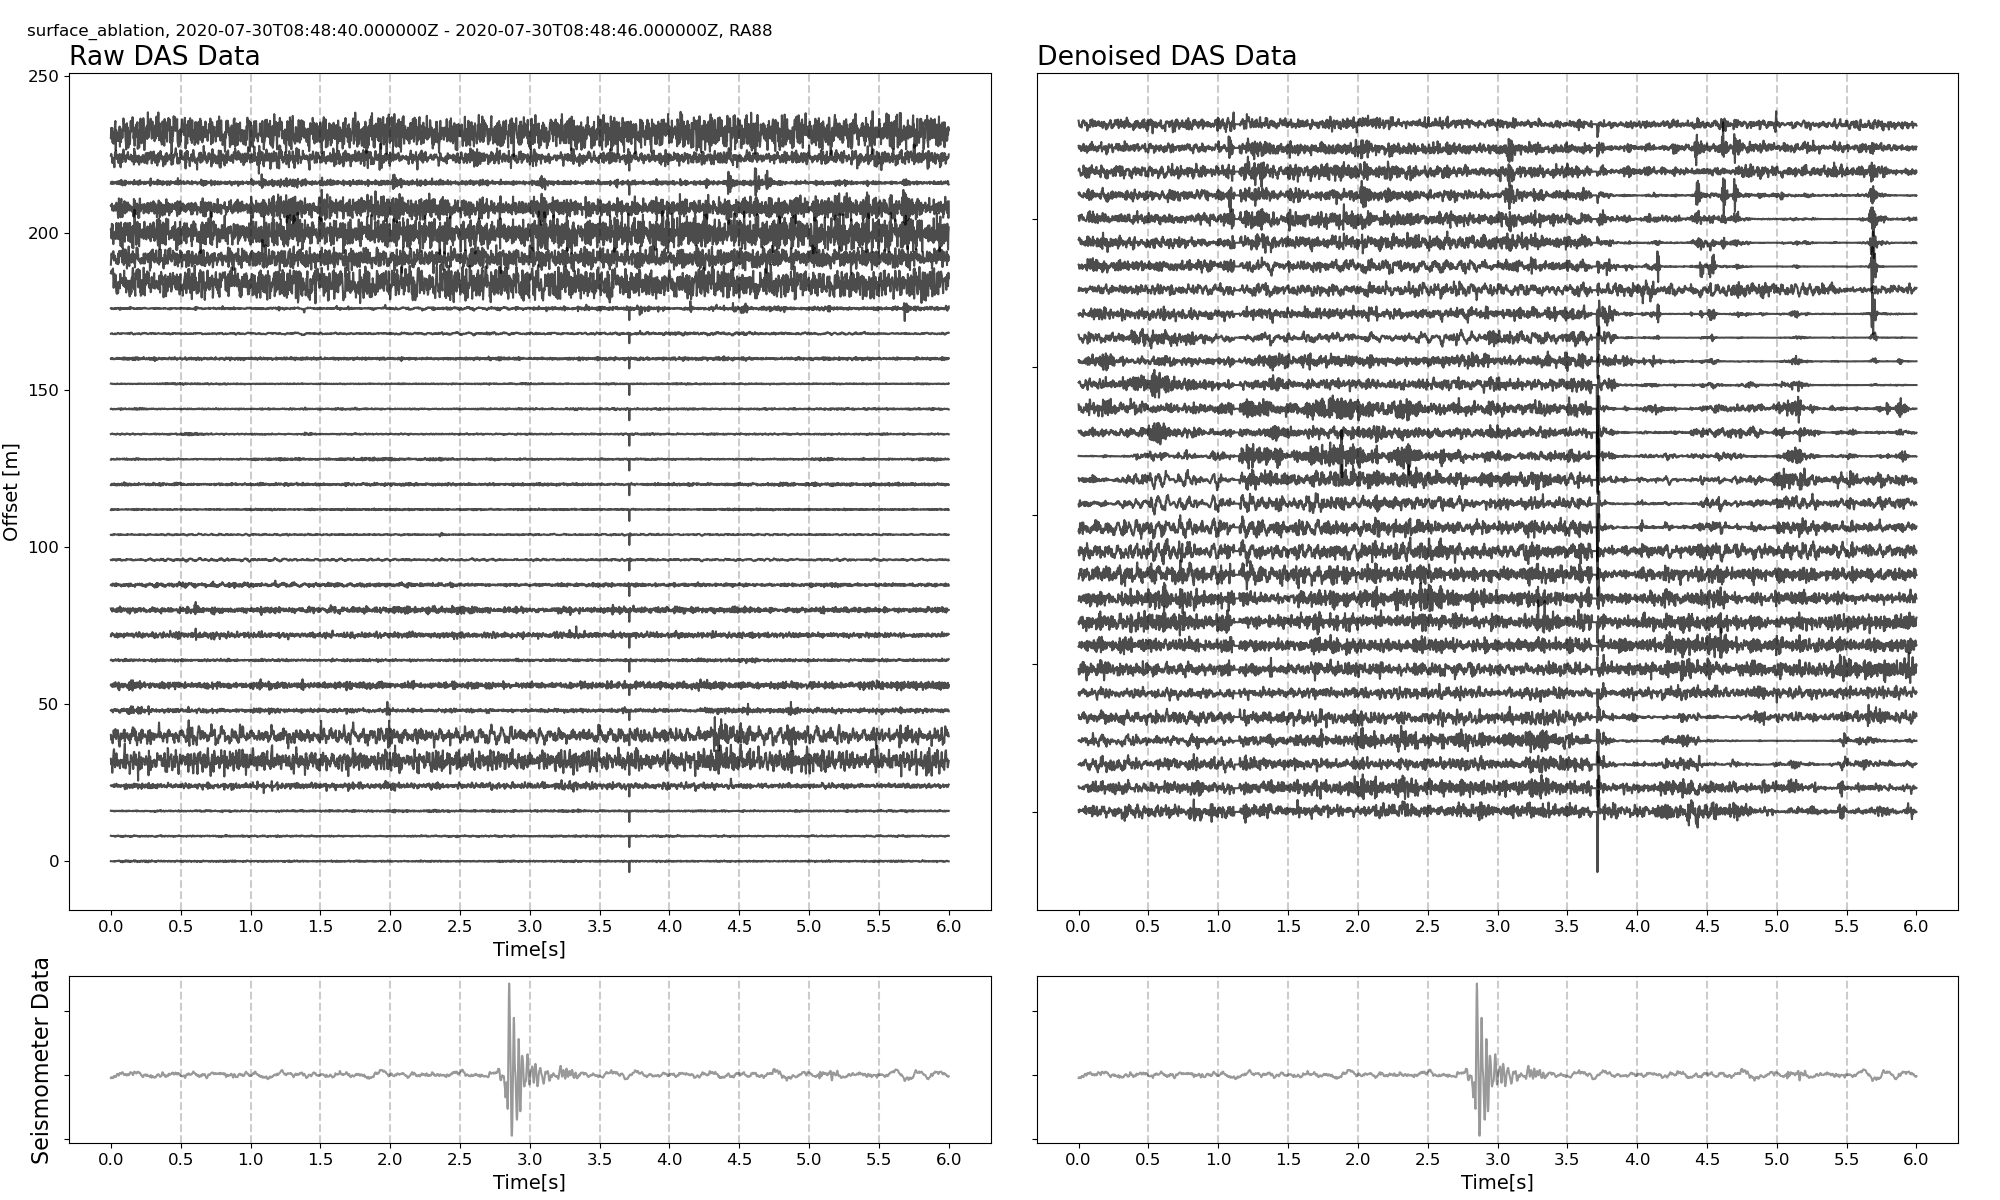 surface_ablation, 2020-07-30T08:48:40.000000Z - 2020-07-30T08:48:46.000000Z, RA88
Raw DAS Data
Denoised DAS Data
250
200
150
100
50
0
Offset [m]
0.0 0.5 1.0 1.5 2.0 2.5 3.0 3.5 4.0 4.5 5.0 5.5 6.0
Time[s]
0.0 0.5 1.0 1.5 2.0 2.5 3.0 3.5 4.0 4.5 5.0 5.5 6.0
Seismometer Data
0.0 0.5 1.0 1.5 2.0 2.5 3.0 3.5 4.0 4.5 5.0 5.5 6.0
Time[s]
0.0 0.5 1.0 1.5 2.0 2.5 3.0 3.5 4.0 4.5 5.0 5.5 6.0
Time[s]